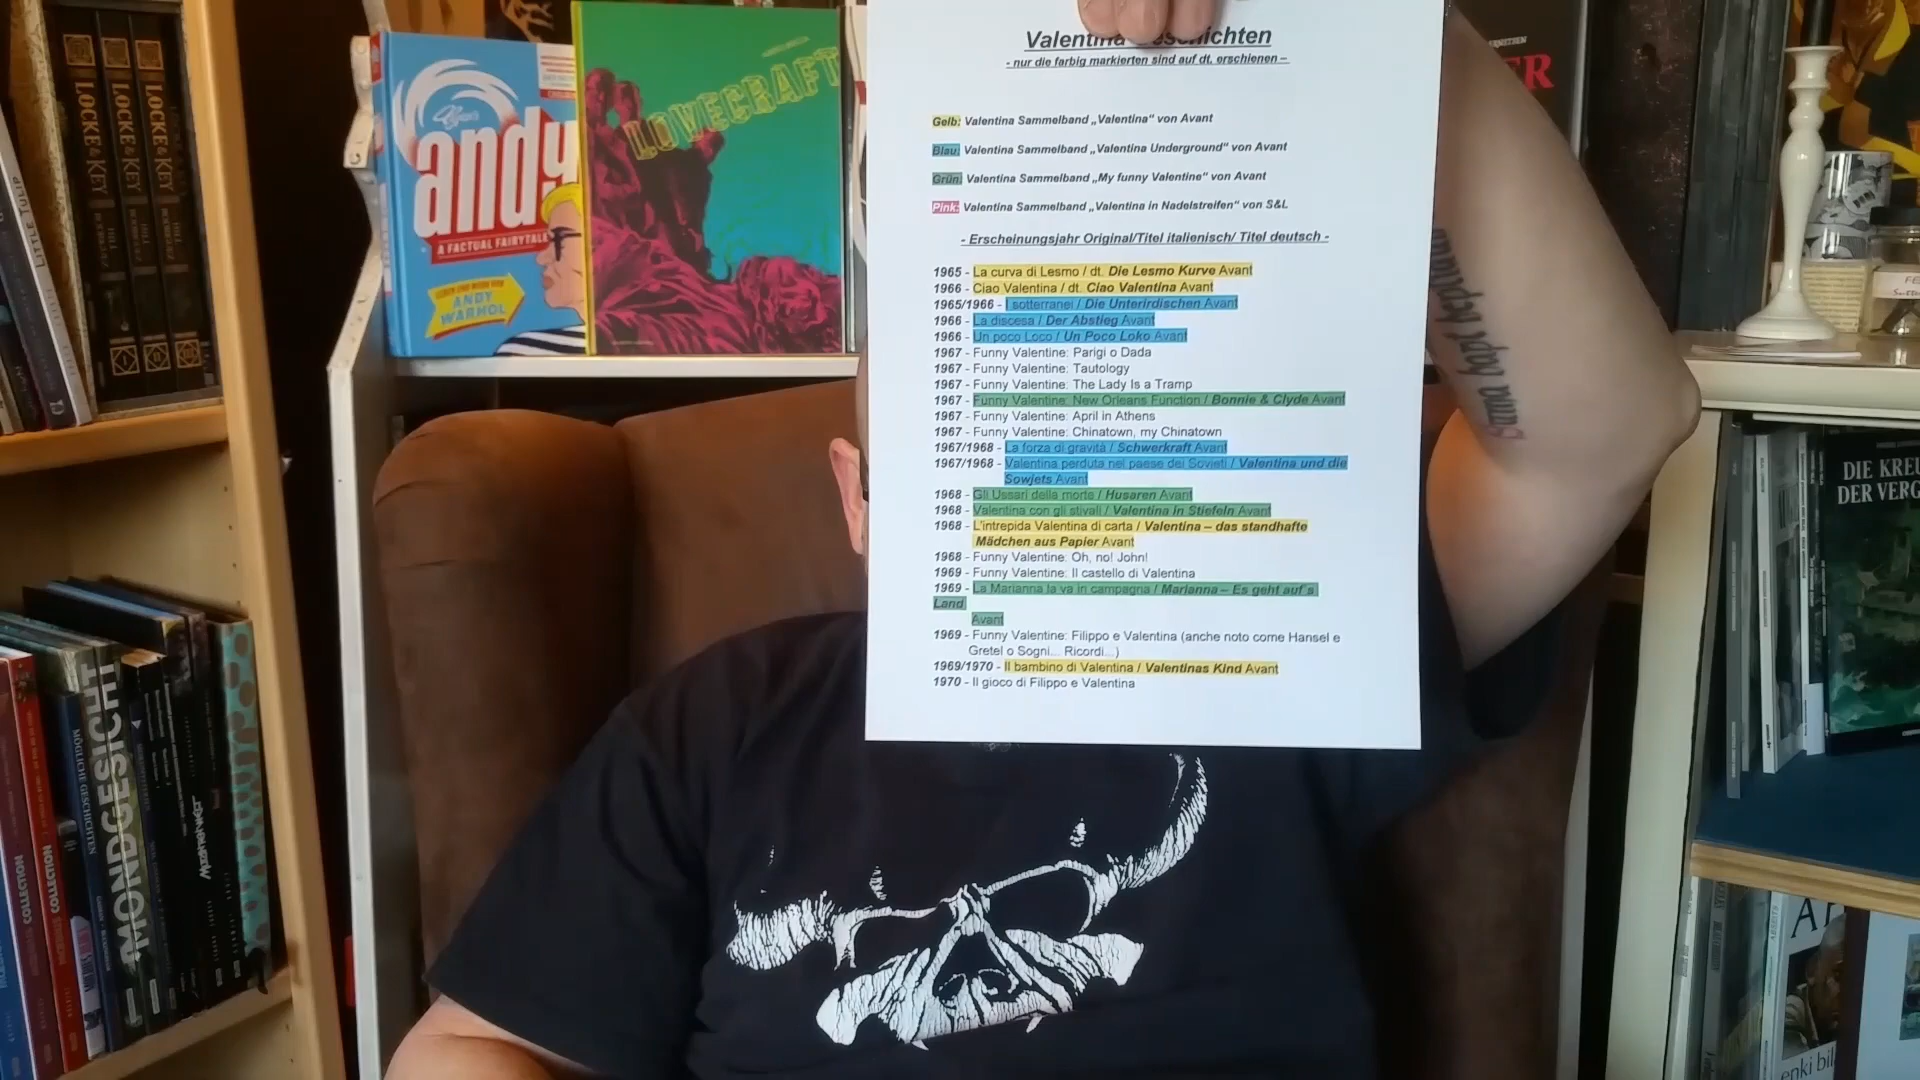 Valentina Geschichten
- nur die farbig markierten sind auf dt. erschienen –
Gelb: Valentina Sammelband „Valentina“ von Avant
Blau: Valentina Sammelband „Valentina Underground“ von Avant
Grün: Valentina Sammelband „My funny Valentine“ von Avant
Pink: Valentina Sammelband „Valentina in Nadelstreifen“ von S&L
- Erscheinungsjahr Original/Titel italienisch/ Titel deutsch -
1965 - La curva di Lesmo / dt. Die Lesmo Kurve Avant
1966 - Ciao Valentina / dt. Ciao Valentina Avant
1965/1966 - I sotterranei / Die Unterirdischen Avant
1966 - La discesa / Der Abstieg Avant
1966 - Un poco Loco / Un Poco Loko Avant
1967 - Funny Valentine: Parigi o Dada
1967 - Funny Valentine: Tautology
1967 - Funny Valentine: The Lady Is a Tramp
1967 - Funny Valentine: New Orleans Function / Bonnie & Clyde Avant
1967 - Funny Valentine: April in Athens
1967 - Funny Valentine: Chinatown, my Chinatown
1967/1968 - La forza di gravità / Schwerkraft Avant
1967/1968 - Valentina perduta nel paese dei Sovieti / Valentina und die
Sowjets Avant
1968 - Gli Ussari della morte / Husaren Avant
1968 - Valentina con gli stivali / Valentina in Stiefeln Avant
1968 - L'intrepida Valentina di carta / Valentina – das standhafte
Mädchen aus Papier Avant
1968 - Funny Valentine: Oh, no! John!
1969 - Funny Valentine: Il castello di Valentina
1969 - La Marianna la va in campagna / Marianna – Es geht auf's
Land
Avant
1969 - Funny Valentine: Filippo e Valentina (anche noto come Hansel e
Gretel o Sogni... Ricordi...)
1969/1970 - Il bambino di Valentina / Valentinas Kind Avant
1970 - Il gioco di Filippo e Valentina
andy
A FACTUAL FAIRYTALE
ANDY
WARHOL
LOVECRAFT
LOCKE & KEY
LOCKE & KEY
LOCKE & KEY
I
II
III
LITTLE TULIP
MÖGLICHE GESCHICHTEN
MONDGESICHT
COLLECTION
COLLECTION
DIE KREU
DER VERG
enki bil